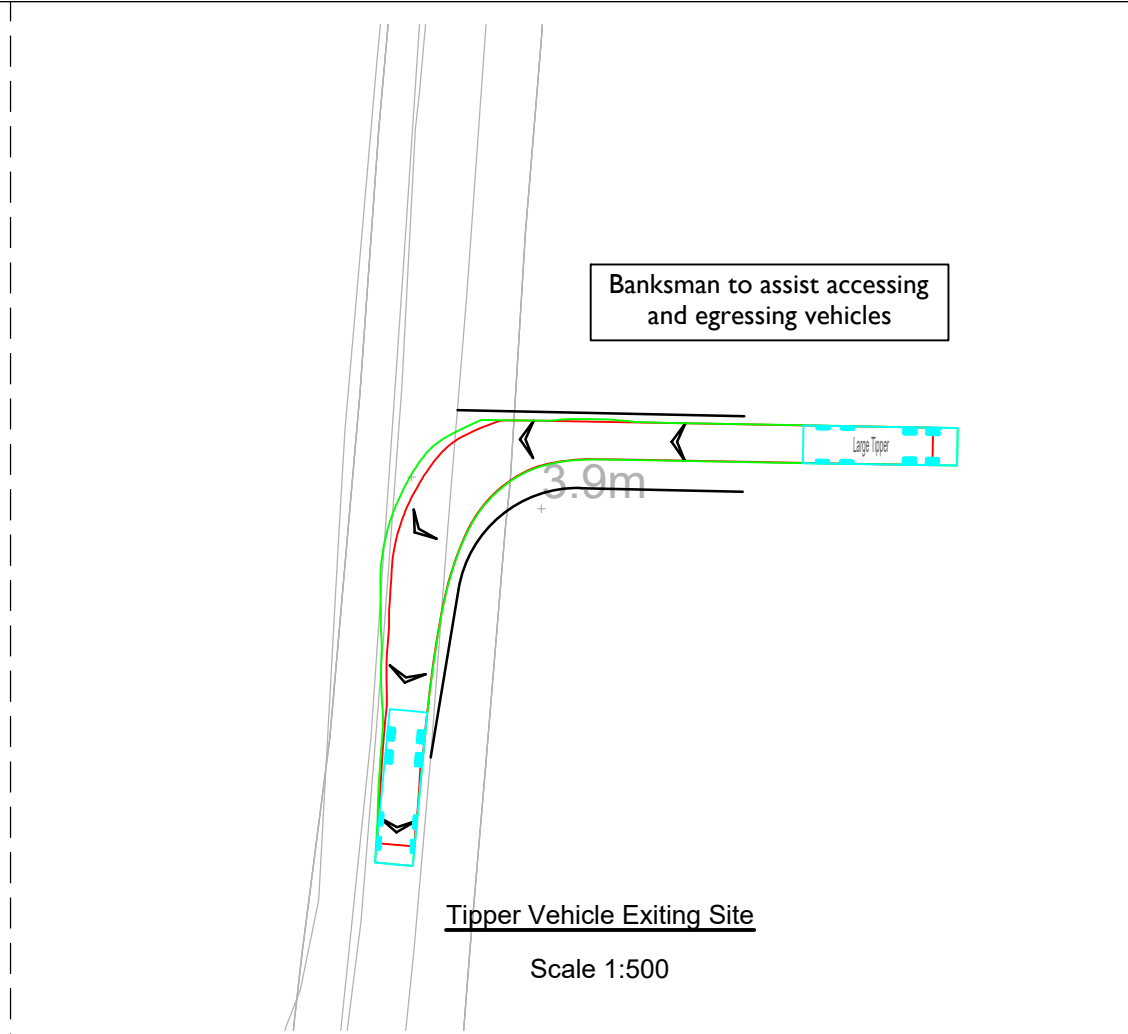 Banksman to assist accessing
and egressing vehicles
Large Tipper
3.9m
Tipper Vehicle Exiting Site
Scale 1:500